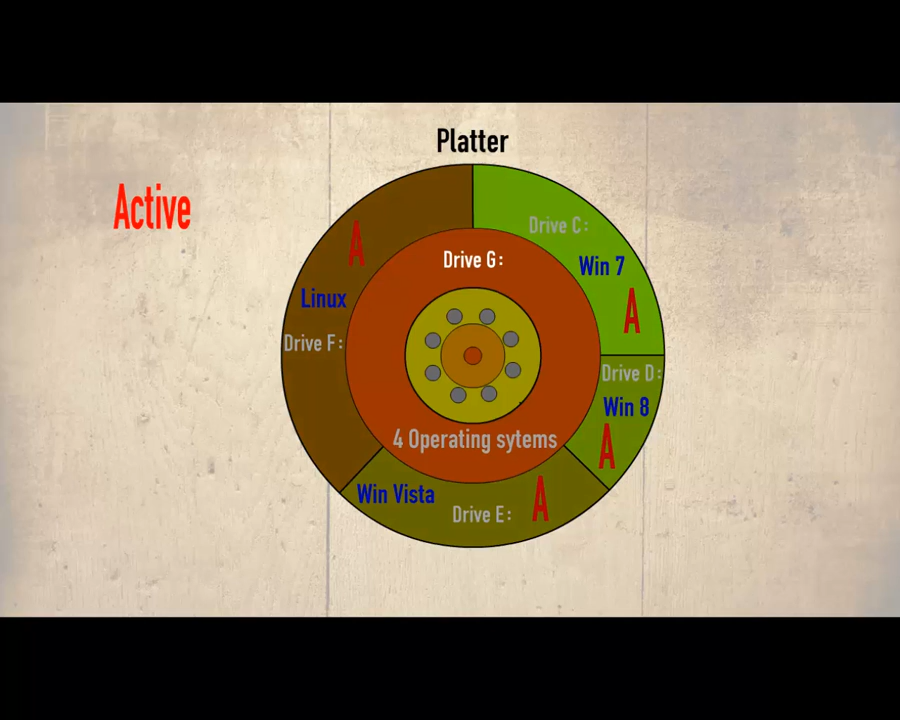 Platter
Active
Drive C:
Win 7
A
Drive G:
A
Linux
Drive F:
Drive D:
Win 8
A
4 Operating sytems
Win Vista
Drive E:
A